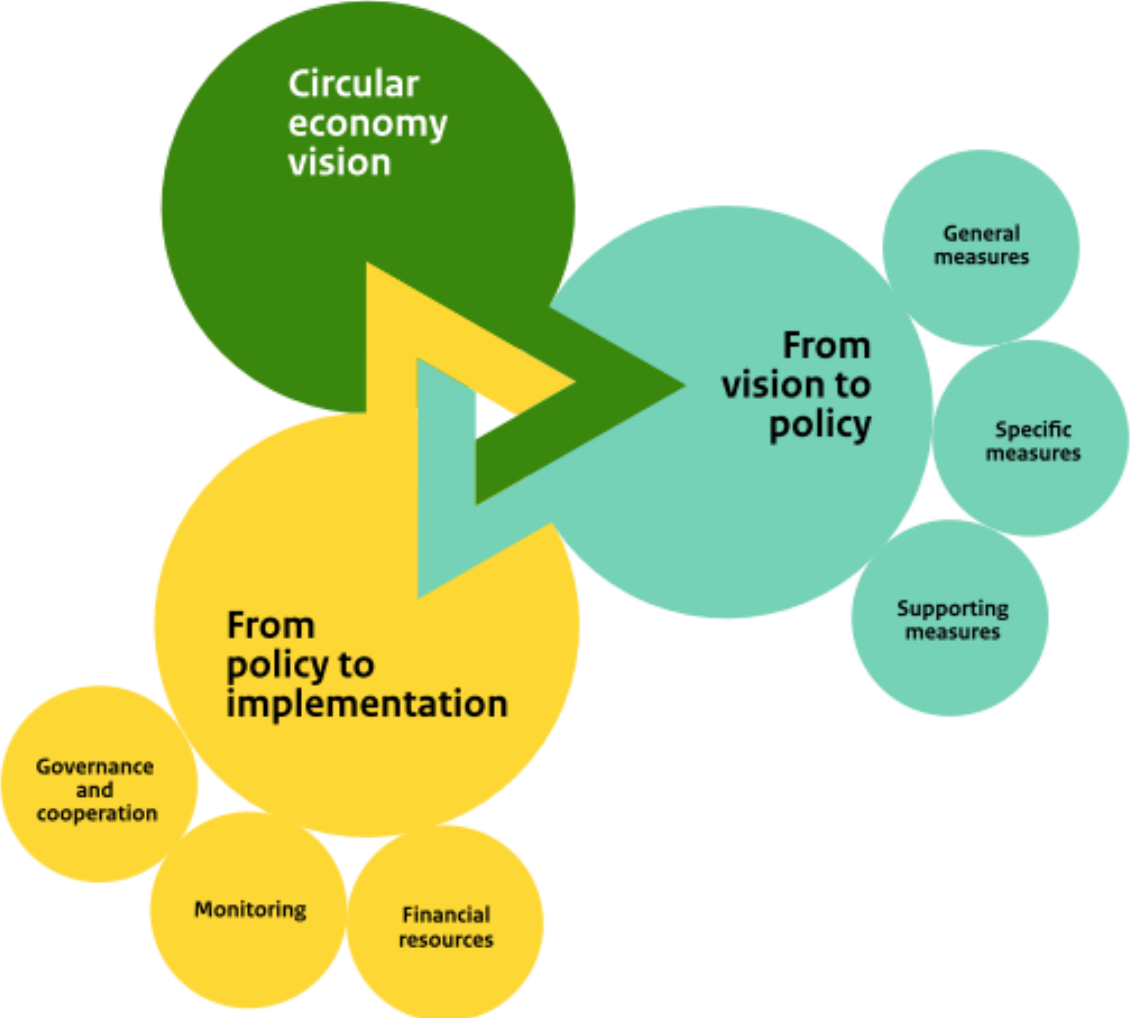 Circular
economy
vision
From
vision to
policy
General
measures
Specific
measures
Supporting
measures
From
policy to
implementation
Governance
and
cooperation
Monitoring
Financial
resources